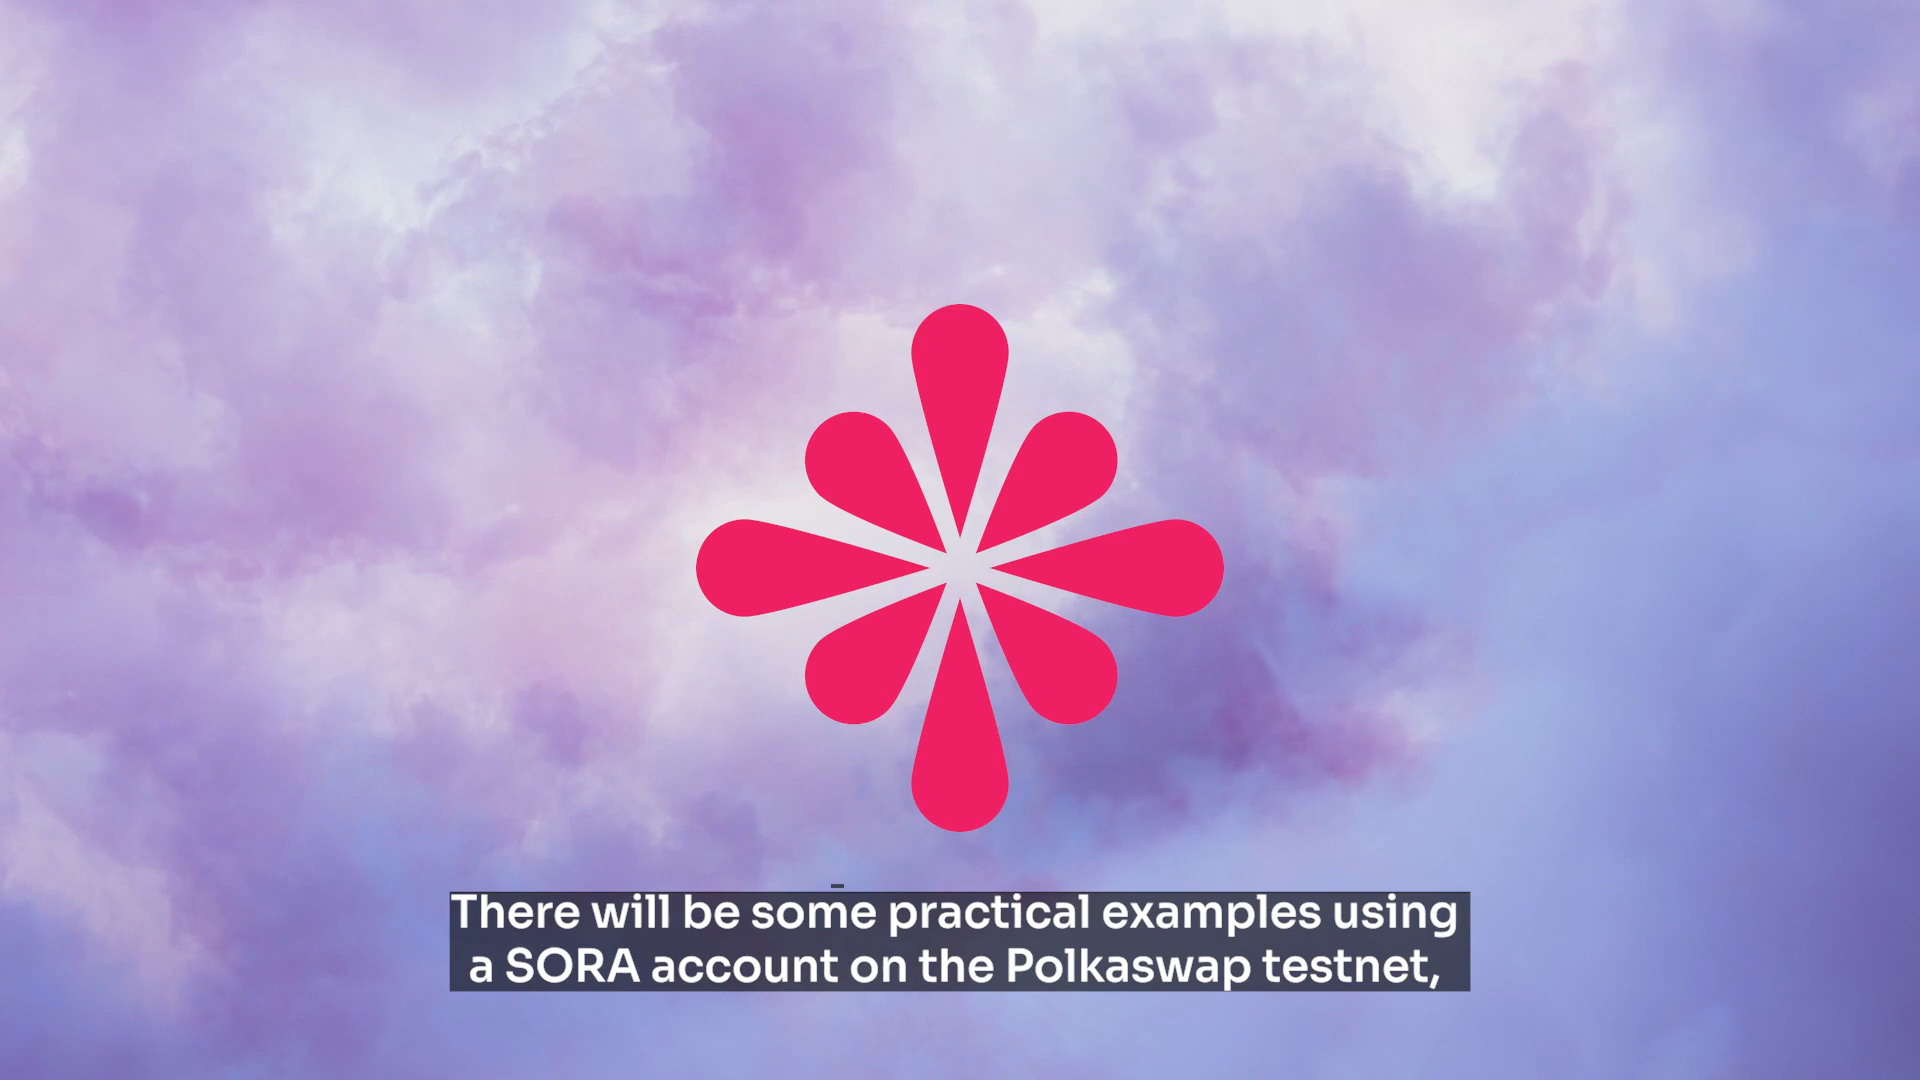 There will be some practical examples using
a SORA account on the Polkaswap testnet,